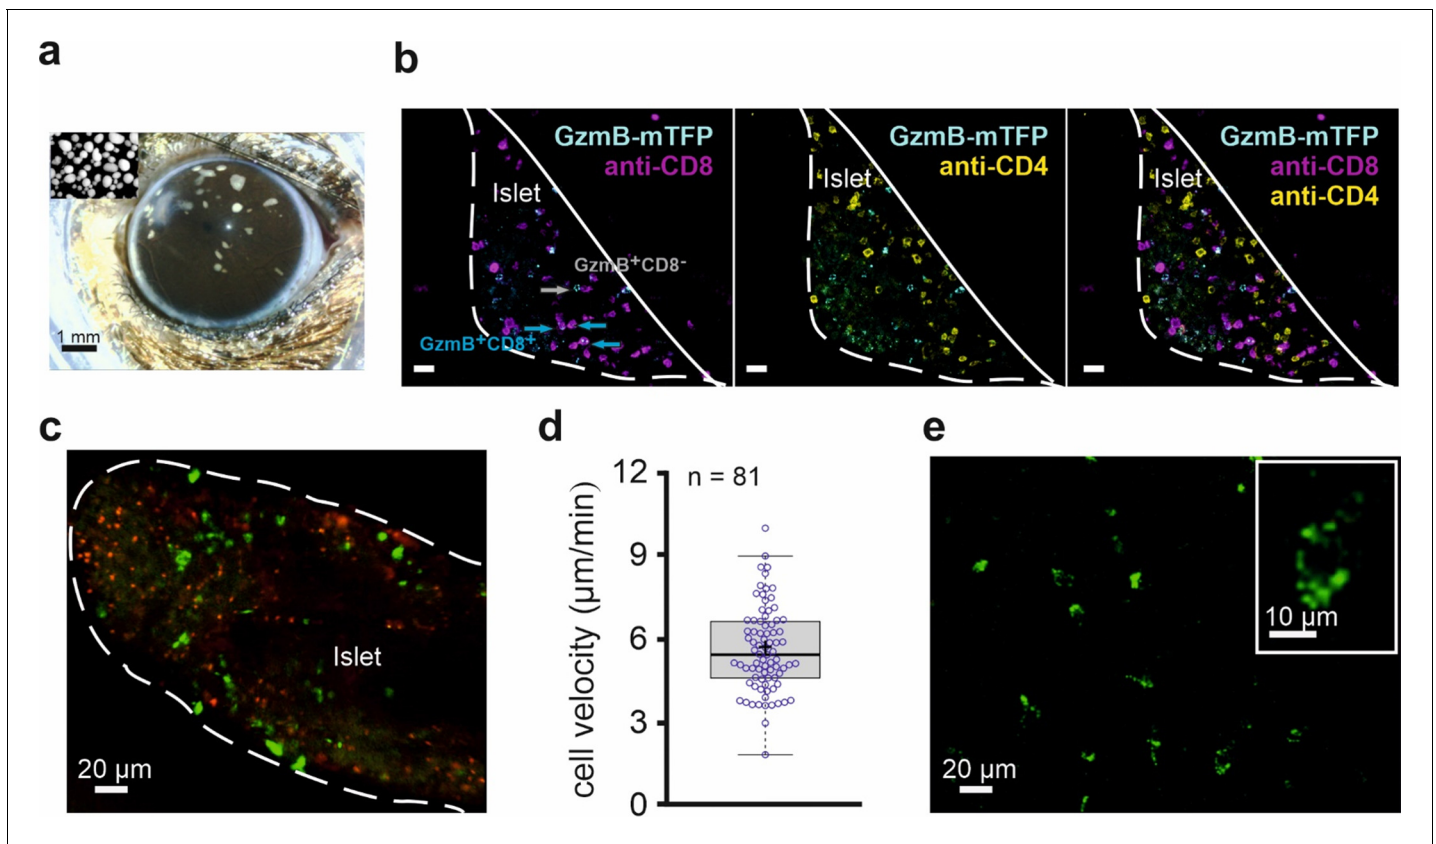 a
1 mm
b
GzmB-mTFP
anti-CD8
Islet
GzmB⁺CD8⁻
GzmB⁺CD8⁺
GzmB-mTFP
anti-CD4
Islet
GzmB-mTFP
anti-CD8
anti-CD4
Islet
c
Islet
20 µm
d
n = 81
12
9
6
3
0
cell velocity (µm/min)
e
10 µm
20 µm